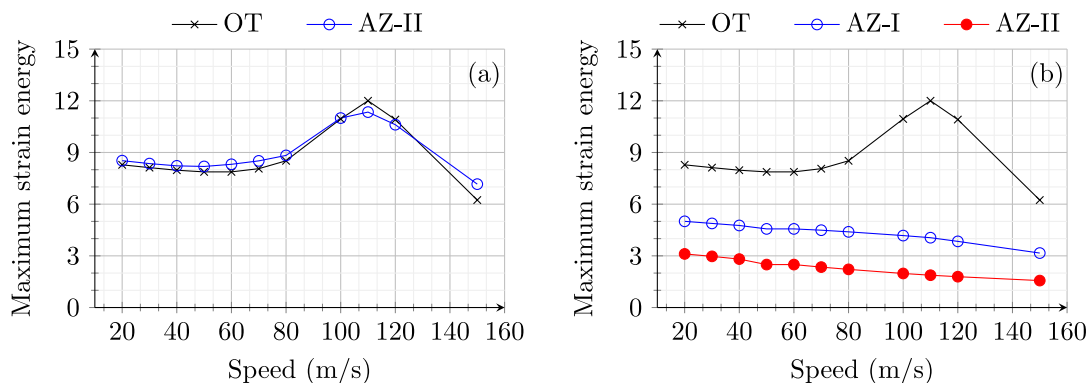 OT AZ-II
(a)
Maximum strain energy
15
12
9
6
3
0
20 40 60 80 100 120 140 160
Speed (m/s)
OT AZ-I AZ-II
(b)
Maximum strain energy
15
12
9
6
3
0
20 40 60 80 100 120 140 160
Speed (m/s)